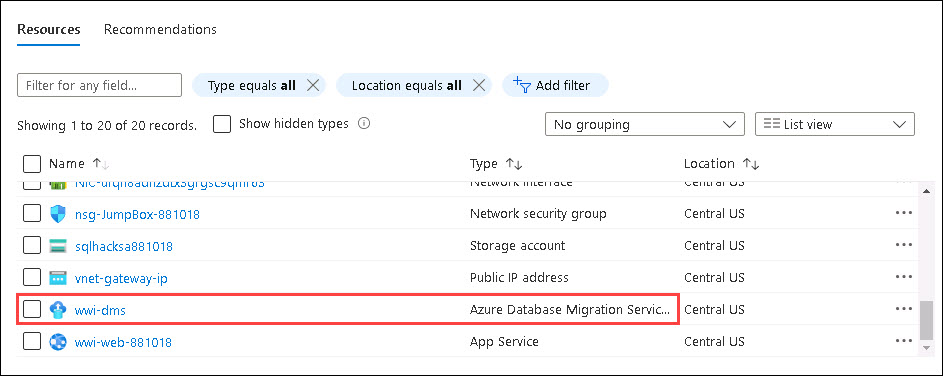 Resources Recommendations
Filter for any field... Type equals all Location equals all Add filter
Showing 1 to 20 of 20 records. Show hidden types No grouping List view
Name Type Location
Network interface Central US
nsg-JumpBox-881018 Network security group Central US
sqlhacksa881018 Storage account Central US
vnet-gateway-ip Public IP address Central US
wwi-dms Azure Database Migration Servic... Central US
wwi-web-881018 App Service Central US